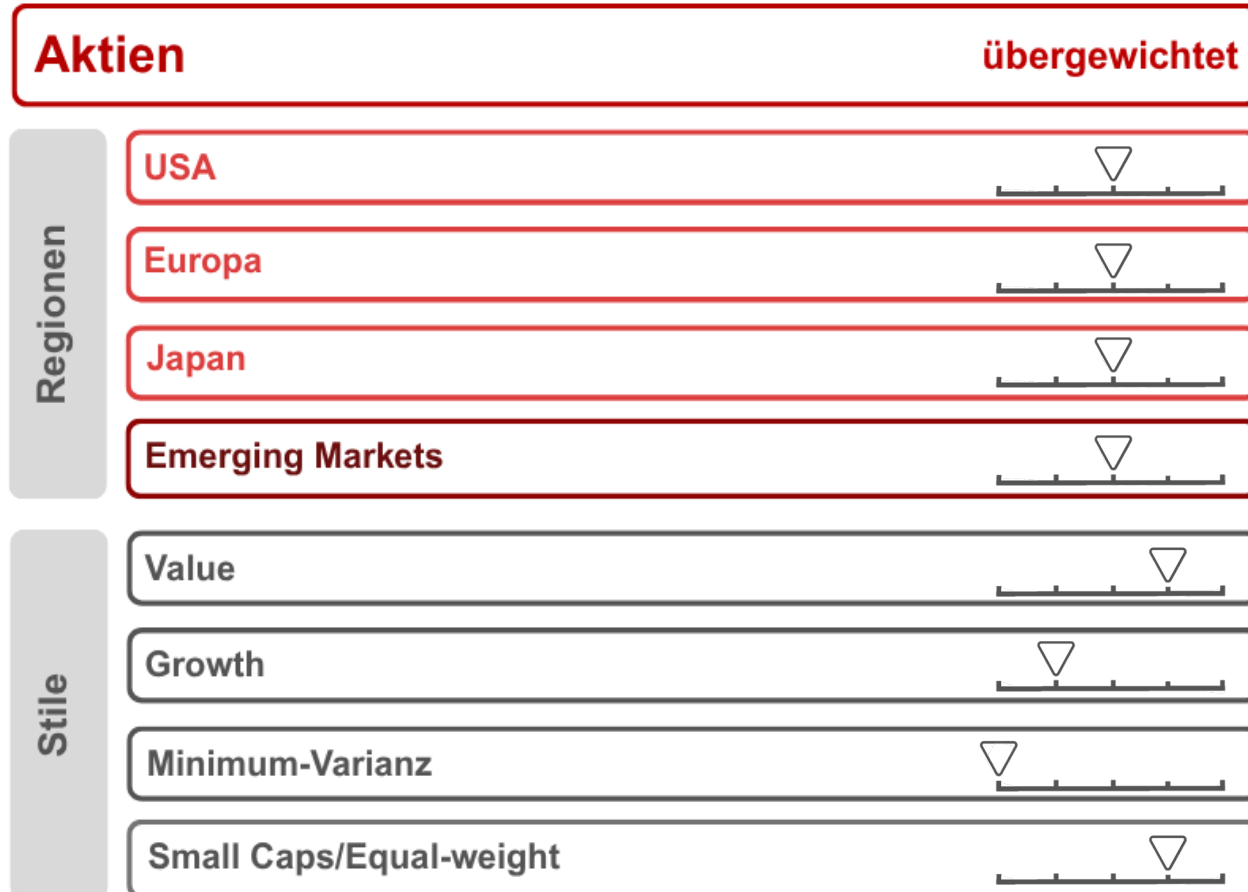 Aktien
übergewichtet
Regionen
USA
Europa
Japan
Emerging Markets
Stile
Value
Growth
Minimum-Varianz
Small Caps/Equal-weight